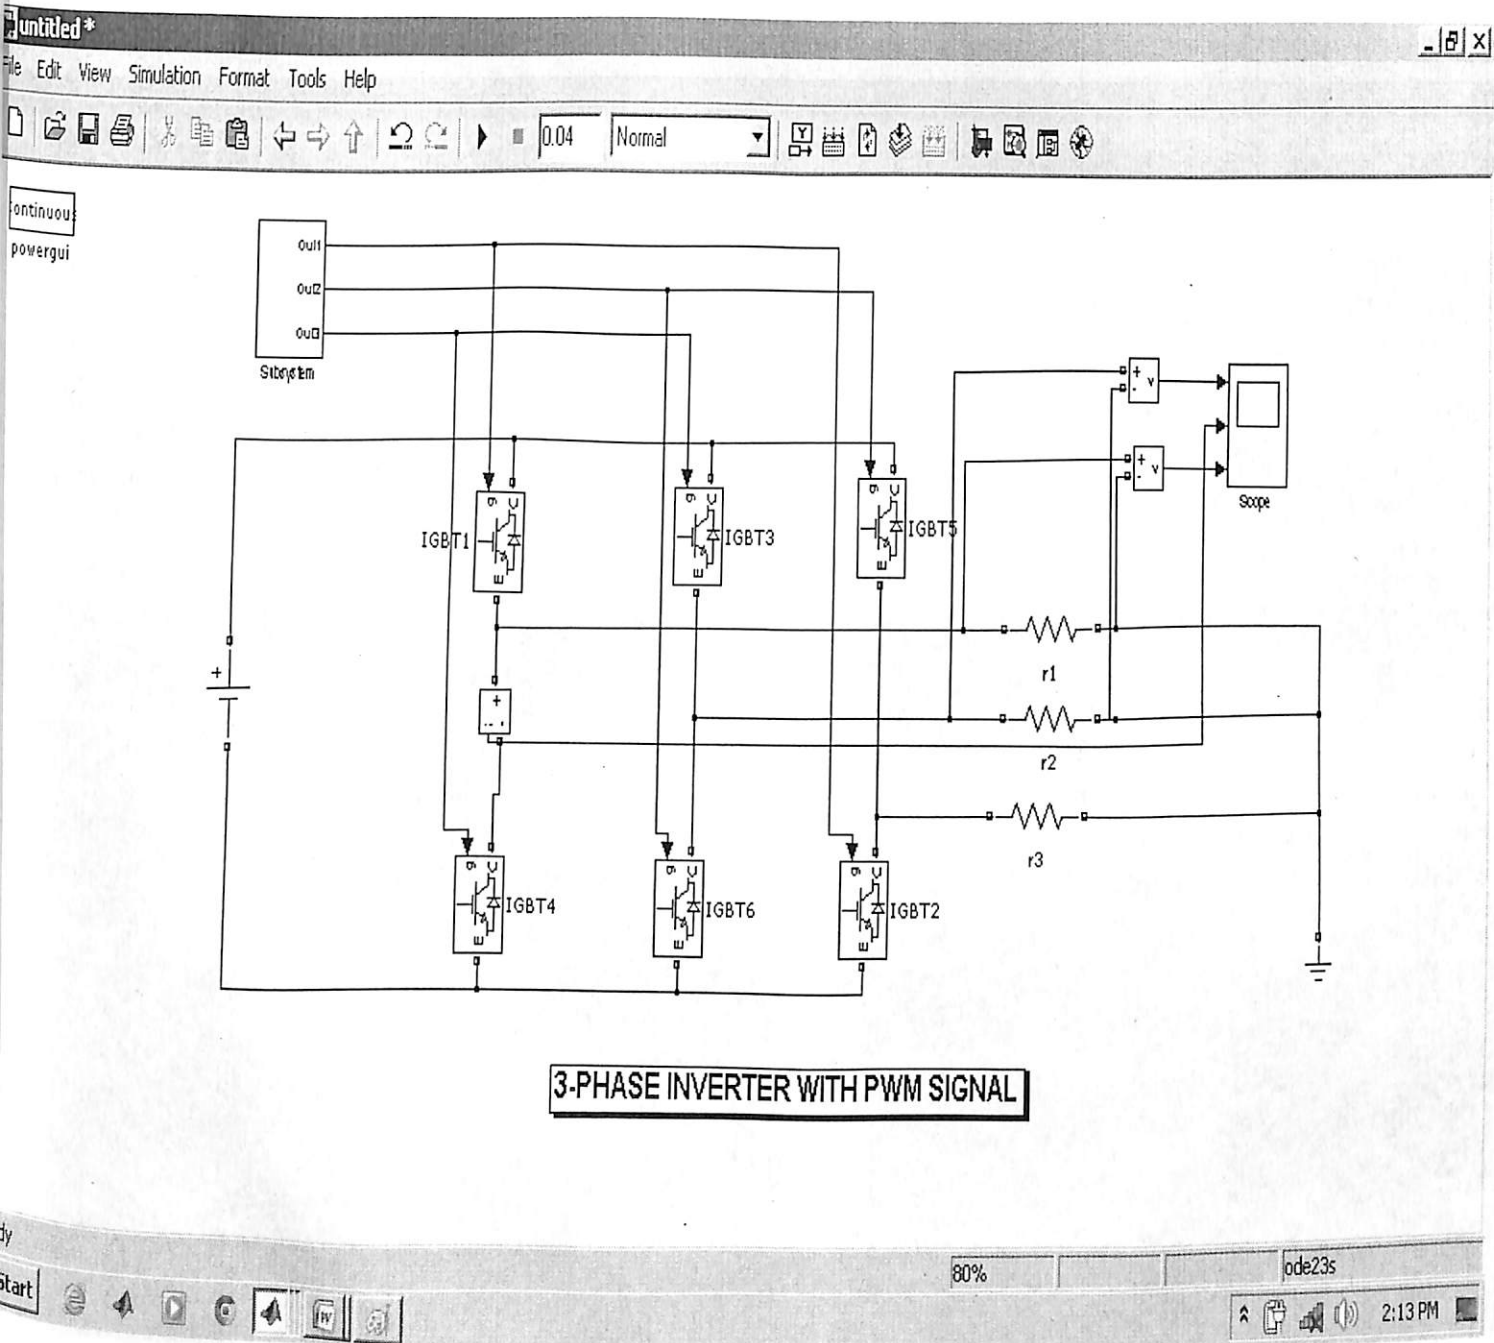 untitled *
File Edit View Simulation Format Tools Help
0.04 Normal
ontinuou
powergui
Out1
Out2
Out3
Subsystem
+
v
-
Scope
+
v
-
IGBT1
g
C
E
IGBT3
g
C
E
IGBT5
g
C
E
r1
+
+
r2
r3
IGBT4
g
C
E
IGBT6
g
C
E
IGBT2
g
C
E
3-PHASE INVERTER WITH PWM SIGNAL
dy
80%
ode23s
Start
2:13 PM